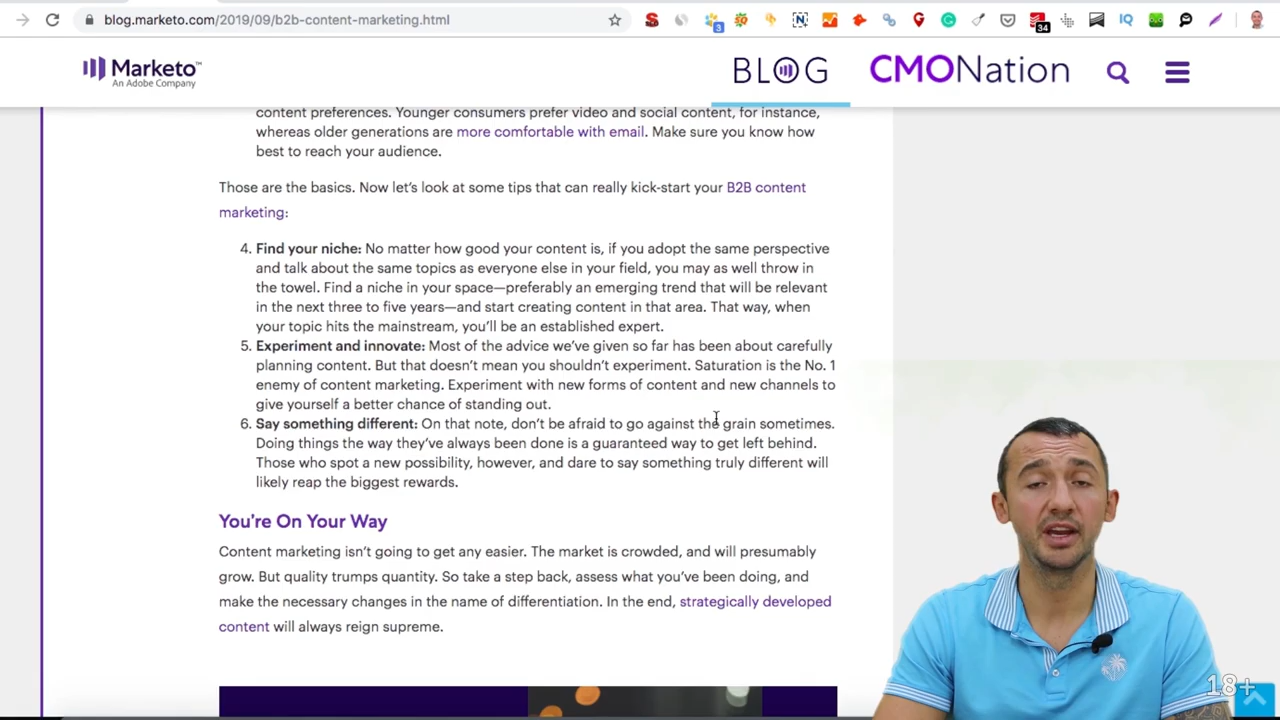 blog.marketo.com/2019/09/b2b-content-marketing.html
3
34
Marketo™
An Adobe Company
BLOG
CMONation
content preferences. Younger consumers prefer video and social content, for instance,
whereas older generations are more comfortable with email. Make sure you know how
best to reach your audience.
Those are the basics. Now let’s look at some tips that can really kick-start your B2B content
marketing:
4. Find your niche: No matter how good your content is, if you adopt the same perspective
and talk about the same topics as everyone else in your field, you may as well throw in
the towel. Find a niche in your space—preferably an emerging trend that will be relevant
in the next three to five years—and start creating content in that area. That way, when
your topic hits the mainstream, you’ll be an established expert.
5. Experiment and innovate: Most of the advice we’ve given so far has been about carefully
planning content. But that doesn’t mean you shouldn’t experiment. Saturation is the No. 1
enemy of content marketing. Experiment with new forms of content and new channels to
give yourself a better chance of standing out.
6. Say something different: On that note, don’t be afraid to go against the grain sometimes.
Doing things the way they’ve always been done is a guaranteed way to get left behind.
Those who spot a new possibility, however, and dare to say something truly different will
likely reap the biggest rewards.
You’re On Your Way
Content marketing isn’t going to get any easier. The market is crowded, and will presumably
grow. But quality trumps quantity. So take a step back, assess what you’ve been doing, and
make the necessary changes in the name of differentiation. In the end, strategically developed
content will always reign supreme.
18+